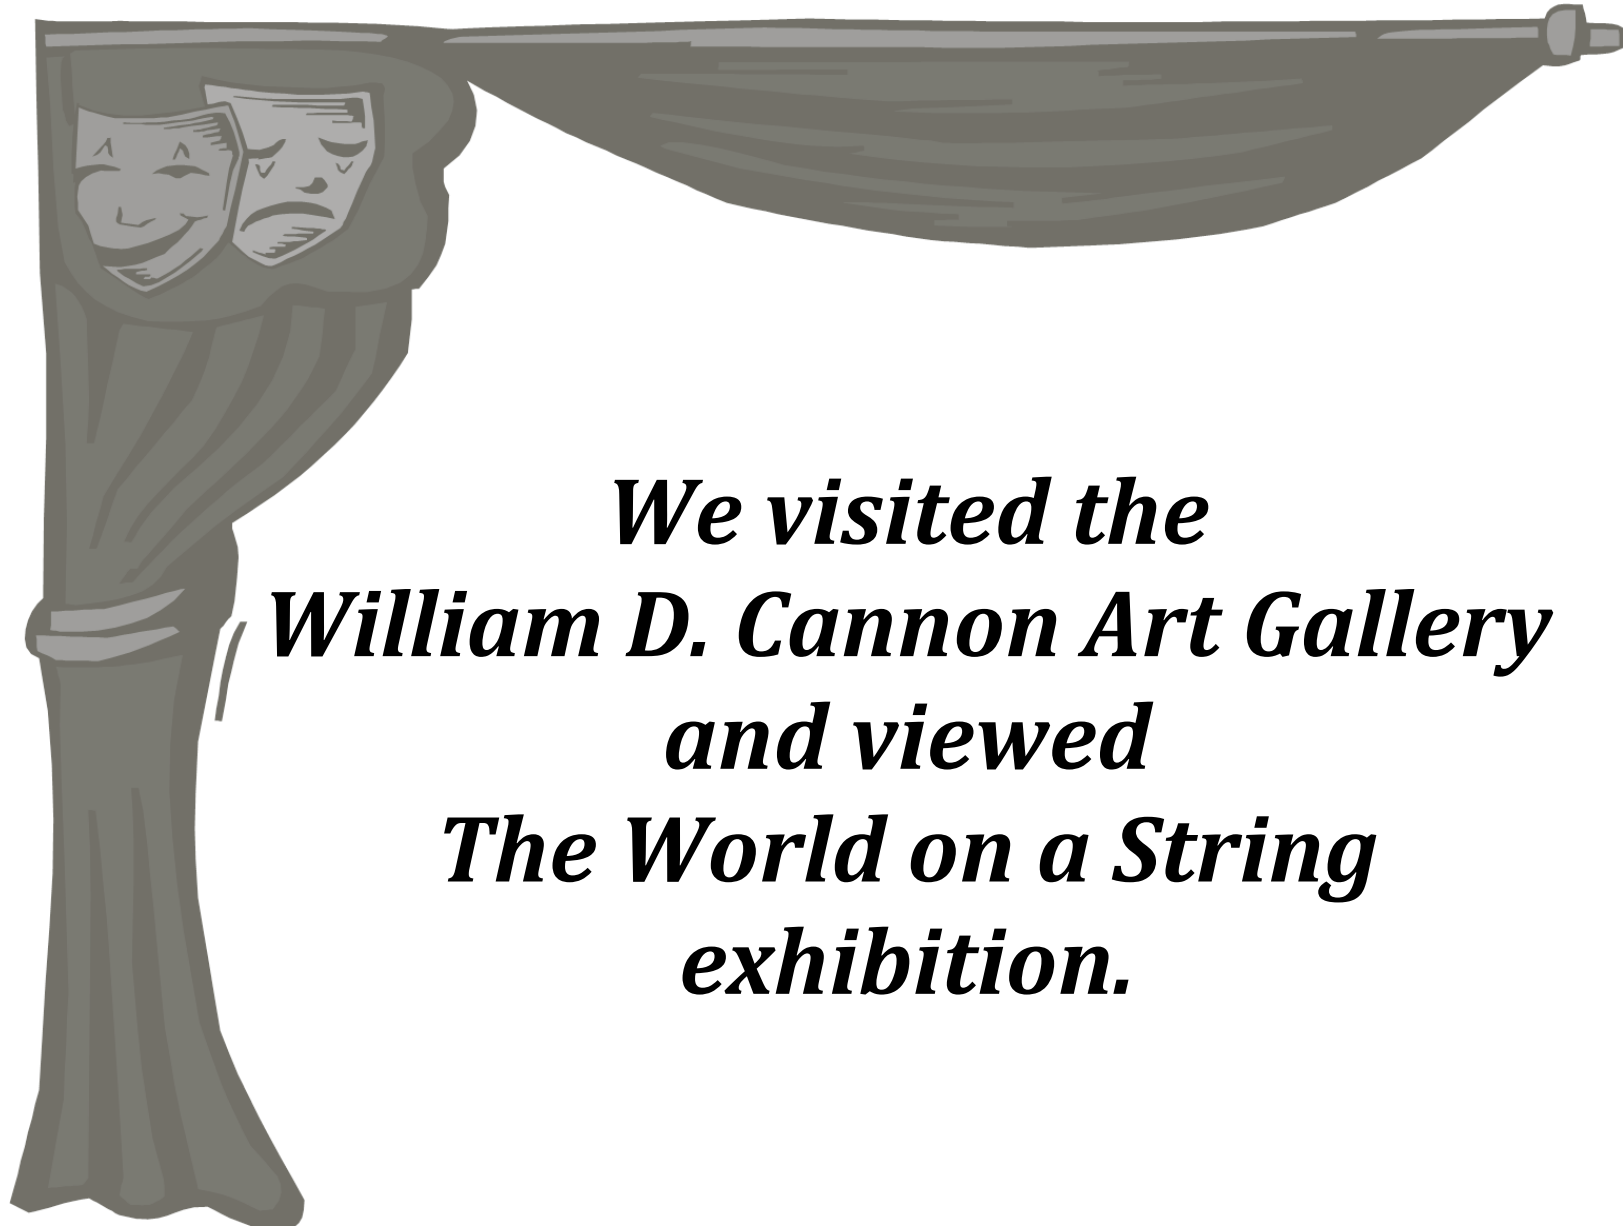 We visited the
William D. Cannon Art Gallery
and viewed
The World on a String
exhibition.